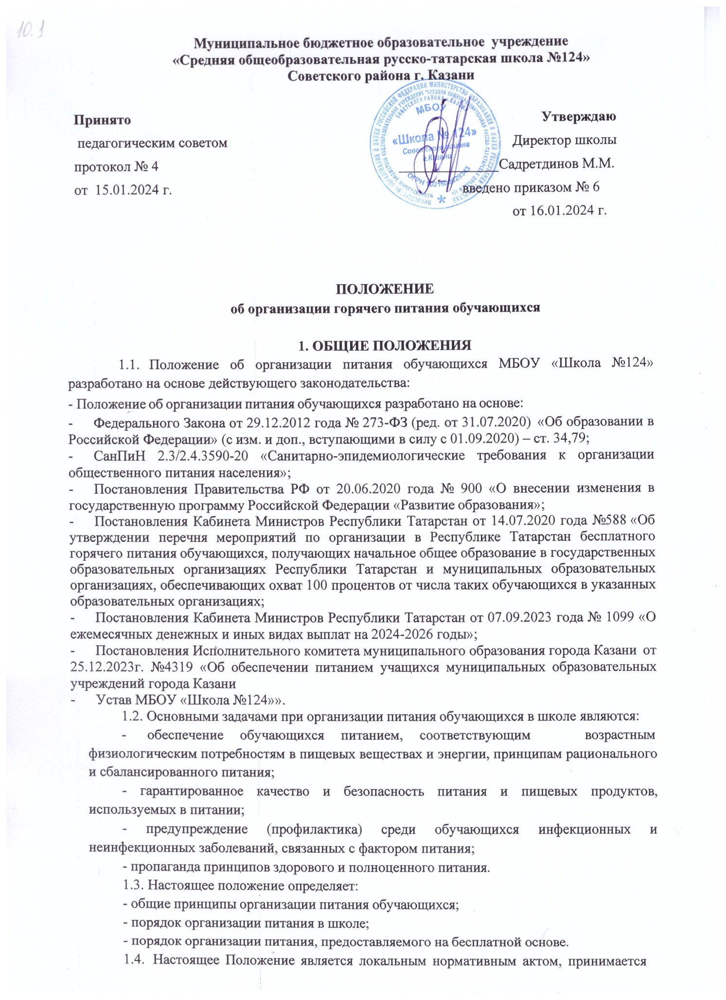 10.1
Муниципальное бюджетное образовательное учреждение
«Средняя общеобразовательная русско-татарская школа №124»
Советского района г. Казани
Принято
педагогическим советом
протокол № 4
от 15.01.2024 г.
МБОУ
«Школа № 124»
Советского района
г.Казани
Утверждаю
Директор школы
Садретдинов М.М.
введено приказом № 6
от 16.01.2024 г.
ПОЛОЖЕНИЕ
об организации горячего питания обучающихся
1. ОБЩИЕ ПОЛОЖЕНИЯ
1.1. Положение об организации питания обучающихся МБОУ «Школа №124»
разработано на основе действующего законодательства:
- Положение об организации питания обучающихся разработано на основе:
- Федерального Закона от 29.12.2012 года № 273-ФЗ (ред. от 31.07.2020) «Об образовании в
Российской Федерации» (с изм. и доп., вступающими в силу с 01.09.2020) – ст. 34,79;
- СанПиН 2.3/2.4.3590-20 «Санитарно-эпидемиологические требования к организации
общественного питания населения»;
- Постановления Правительства РФ от 20.06.2020 года № 900 «О внесении изменения в
государственную программу Российской Федерации «Развитие образования»;
- Постановления Кабинета Министров Республики Татарстан от 14.07.2020 года №588 «Об
утверждении перечня мероприятий по организации в Республике Татарстан бесплатного
горячего питания обучающихся, получающих начальное общее образование в государственных
образовательных организациях Республики Татарстан и муниципальных образовательных
организациях, обеспечивающих охват 100 процентов от числа таких обучающихся в указанных
образовательных организациях;
- Постановления Кабинета Министров Республики Татарстан от 07.09.2023 года № 1099 «О
ежемесячных денежных и иных видах выплат на 2024-2026 годы»;
- Постановления Исполнительного комитета муниципального образования города Казани от
25.12.2023г. №4319 «Об обеспечении питанием учащихся муниципальных образовательных
учреждений города Казани
- Устав МБОУ «Школа №124»».
1.2. Основными задачами при организации питания обучающихся в школе являются:
- обеспечение обучающихся питанием, соответствующим возрастным
физиологическим потребностям в пищевых веществах и энергии, принципам рационального
и сбалансированного питания;
- гарантированное качество и безопасность питания и пищевых продуктов,
используемых в питании;
- предупреждение (профилактика) среди обучающихся инфекционных и
неинфекционных заболеваний, связанных с фактором питания;
- пропаганда принципов здорового и полноценного питания.
1.3. Настоящее положение определяет:
- общие принципы организации питания обучающихся;
- порядок организации питания в школе;
- порядок организации питания, предоставляемого на бесплатной основе.
1.4. Настоящее Положение является локальным нормативным актом, принимается